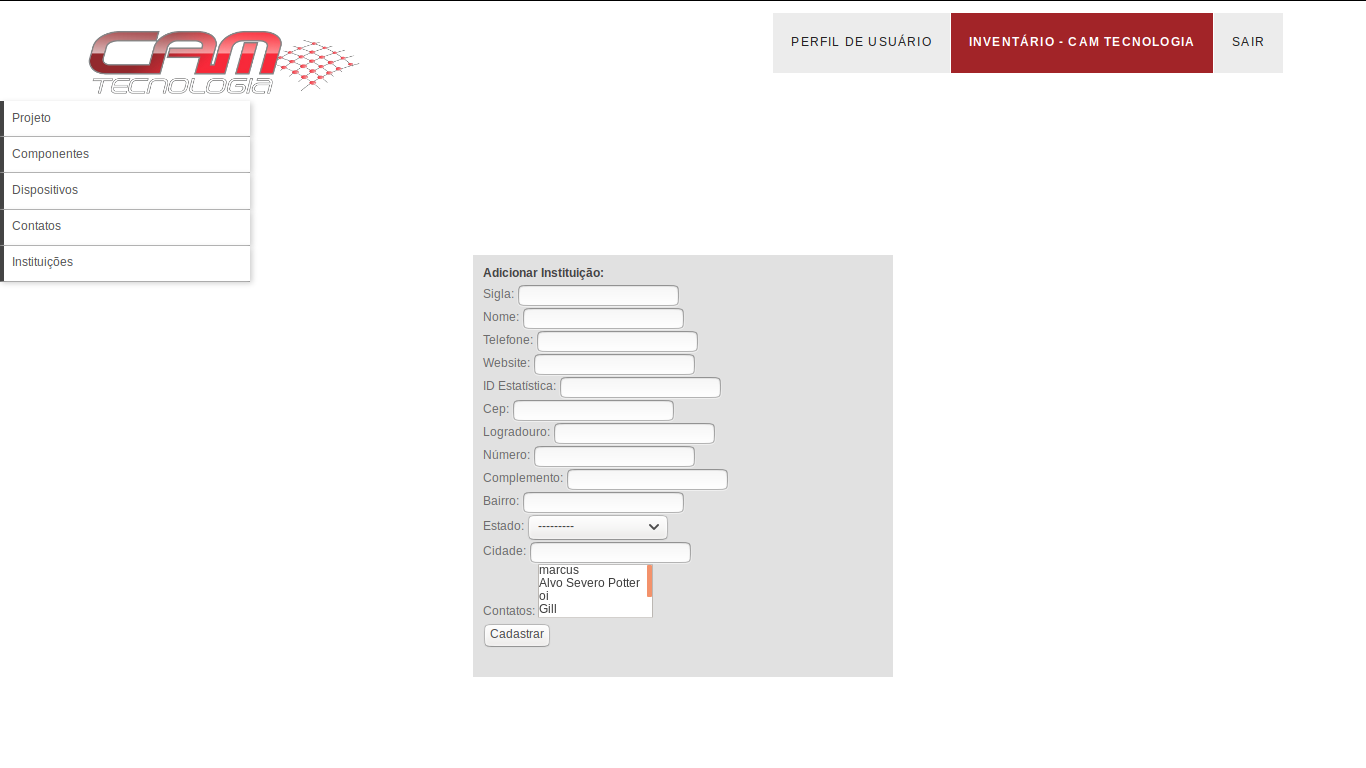 CAM
TECNOLOGIA
PERFIL DE USUÁRIO
INVENTÁRIO - CAM TECNOLOGIA
SAIR
Projeto
Componentes
Dispositivos
Contatos
Instituições
Adicionar Instituição:
Sigla:
Nome:
Telefone:
Website:
ID Estatistica:
Cep:
Logradouro:
Número:
Complemento:
Bairro:
Estado: ---------
Cidade:
marcus
Alvo Severo Potter
oi
Gill
Contatos:
Cadastrar